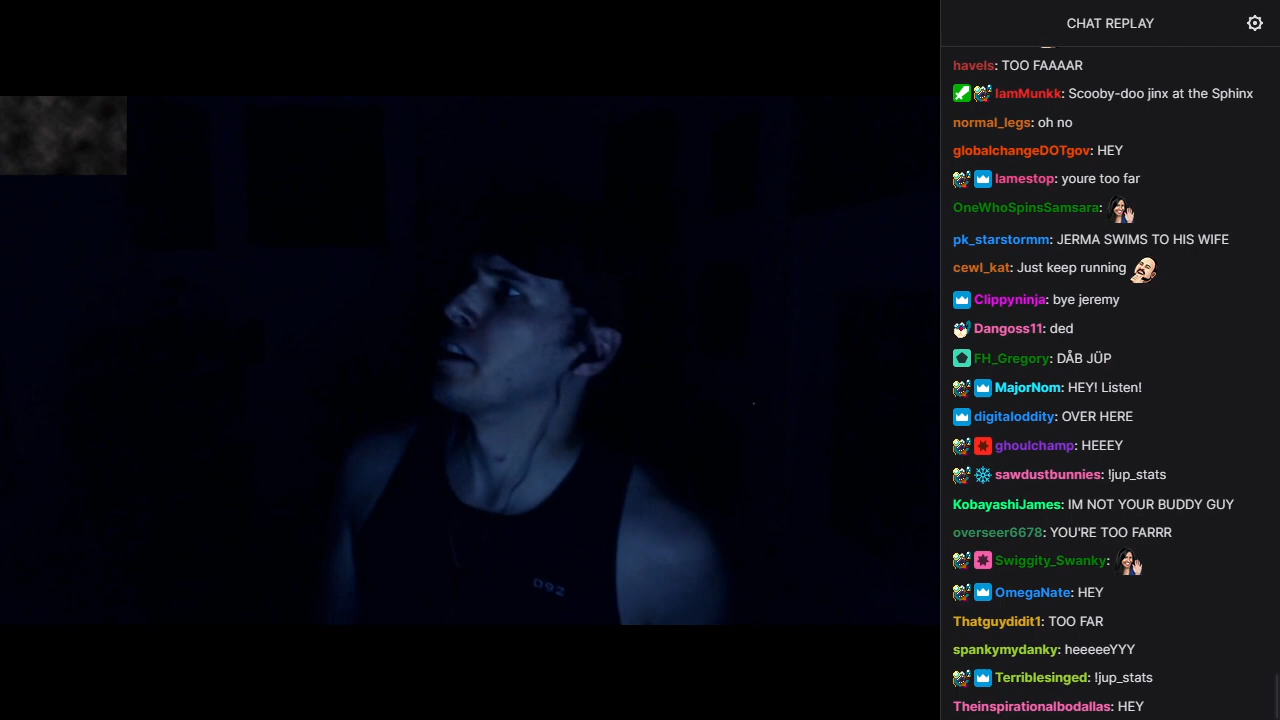 CHAT REPLAY
havels: TOO FAAAAR
IamMunkk: Scooby-doo jinx at the Sphinx
normal_legs: oh no
globalchangeDOTgov: HEY
lamestop: youre too far
OneWhoSpinsSamsara:
pk_starstormm: JERMA SWIMS TO HIS WIFE
cewl_kat: Just keep running
Clippyninja: bye jeremy
Dangoss11: ded
FH_Gregory: DÅB JÜP
MajorNom: HEY! Listen!
digitaloddity: OVER HERE
ghoulchamp: HEEEY
sawdustbunnies: !jup_stats
KobayashiJames: IM NOT YOUR BUDDY GUY
overseer6678: YOU'RE TOO FARRR
Swiggity_Swanky:
OmegaNate: HEY
Thatguydidit1: TOO FAR
spankymydanky: heeeeeYYY
Terriblesinged: !jup_stats
Theinspirationalbodallas: HEY
D92